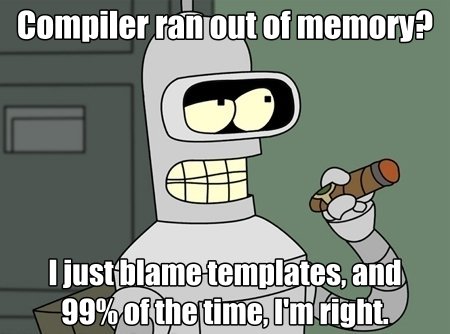 Compiler ran out of memory?
I just blame templates, and
99% of the time, I'm right.